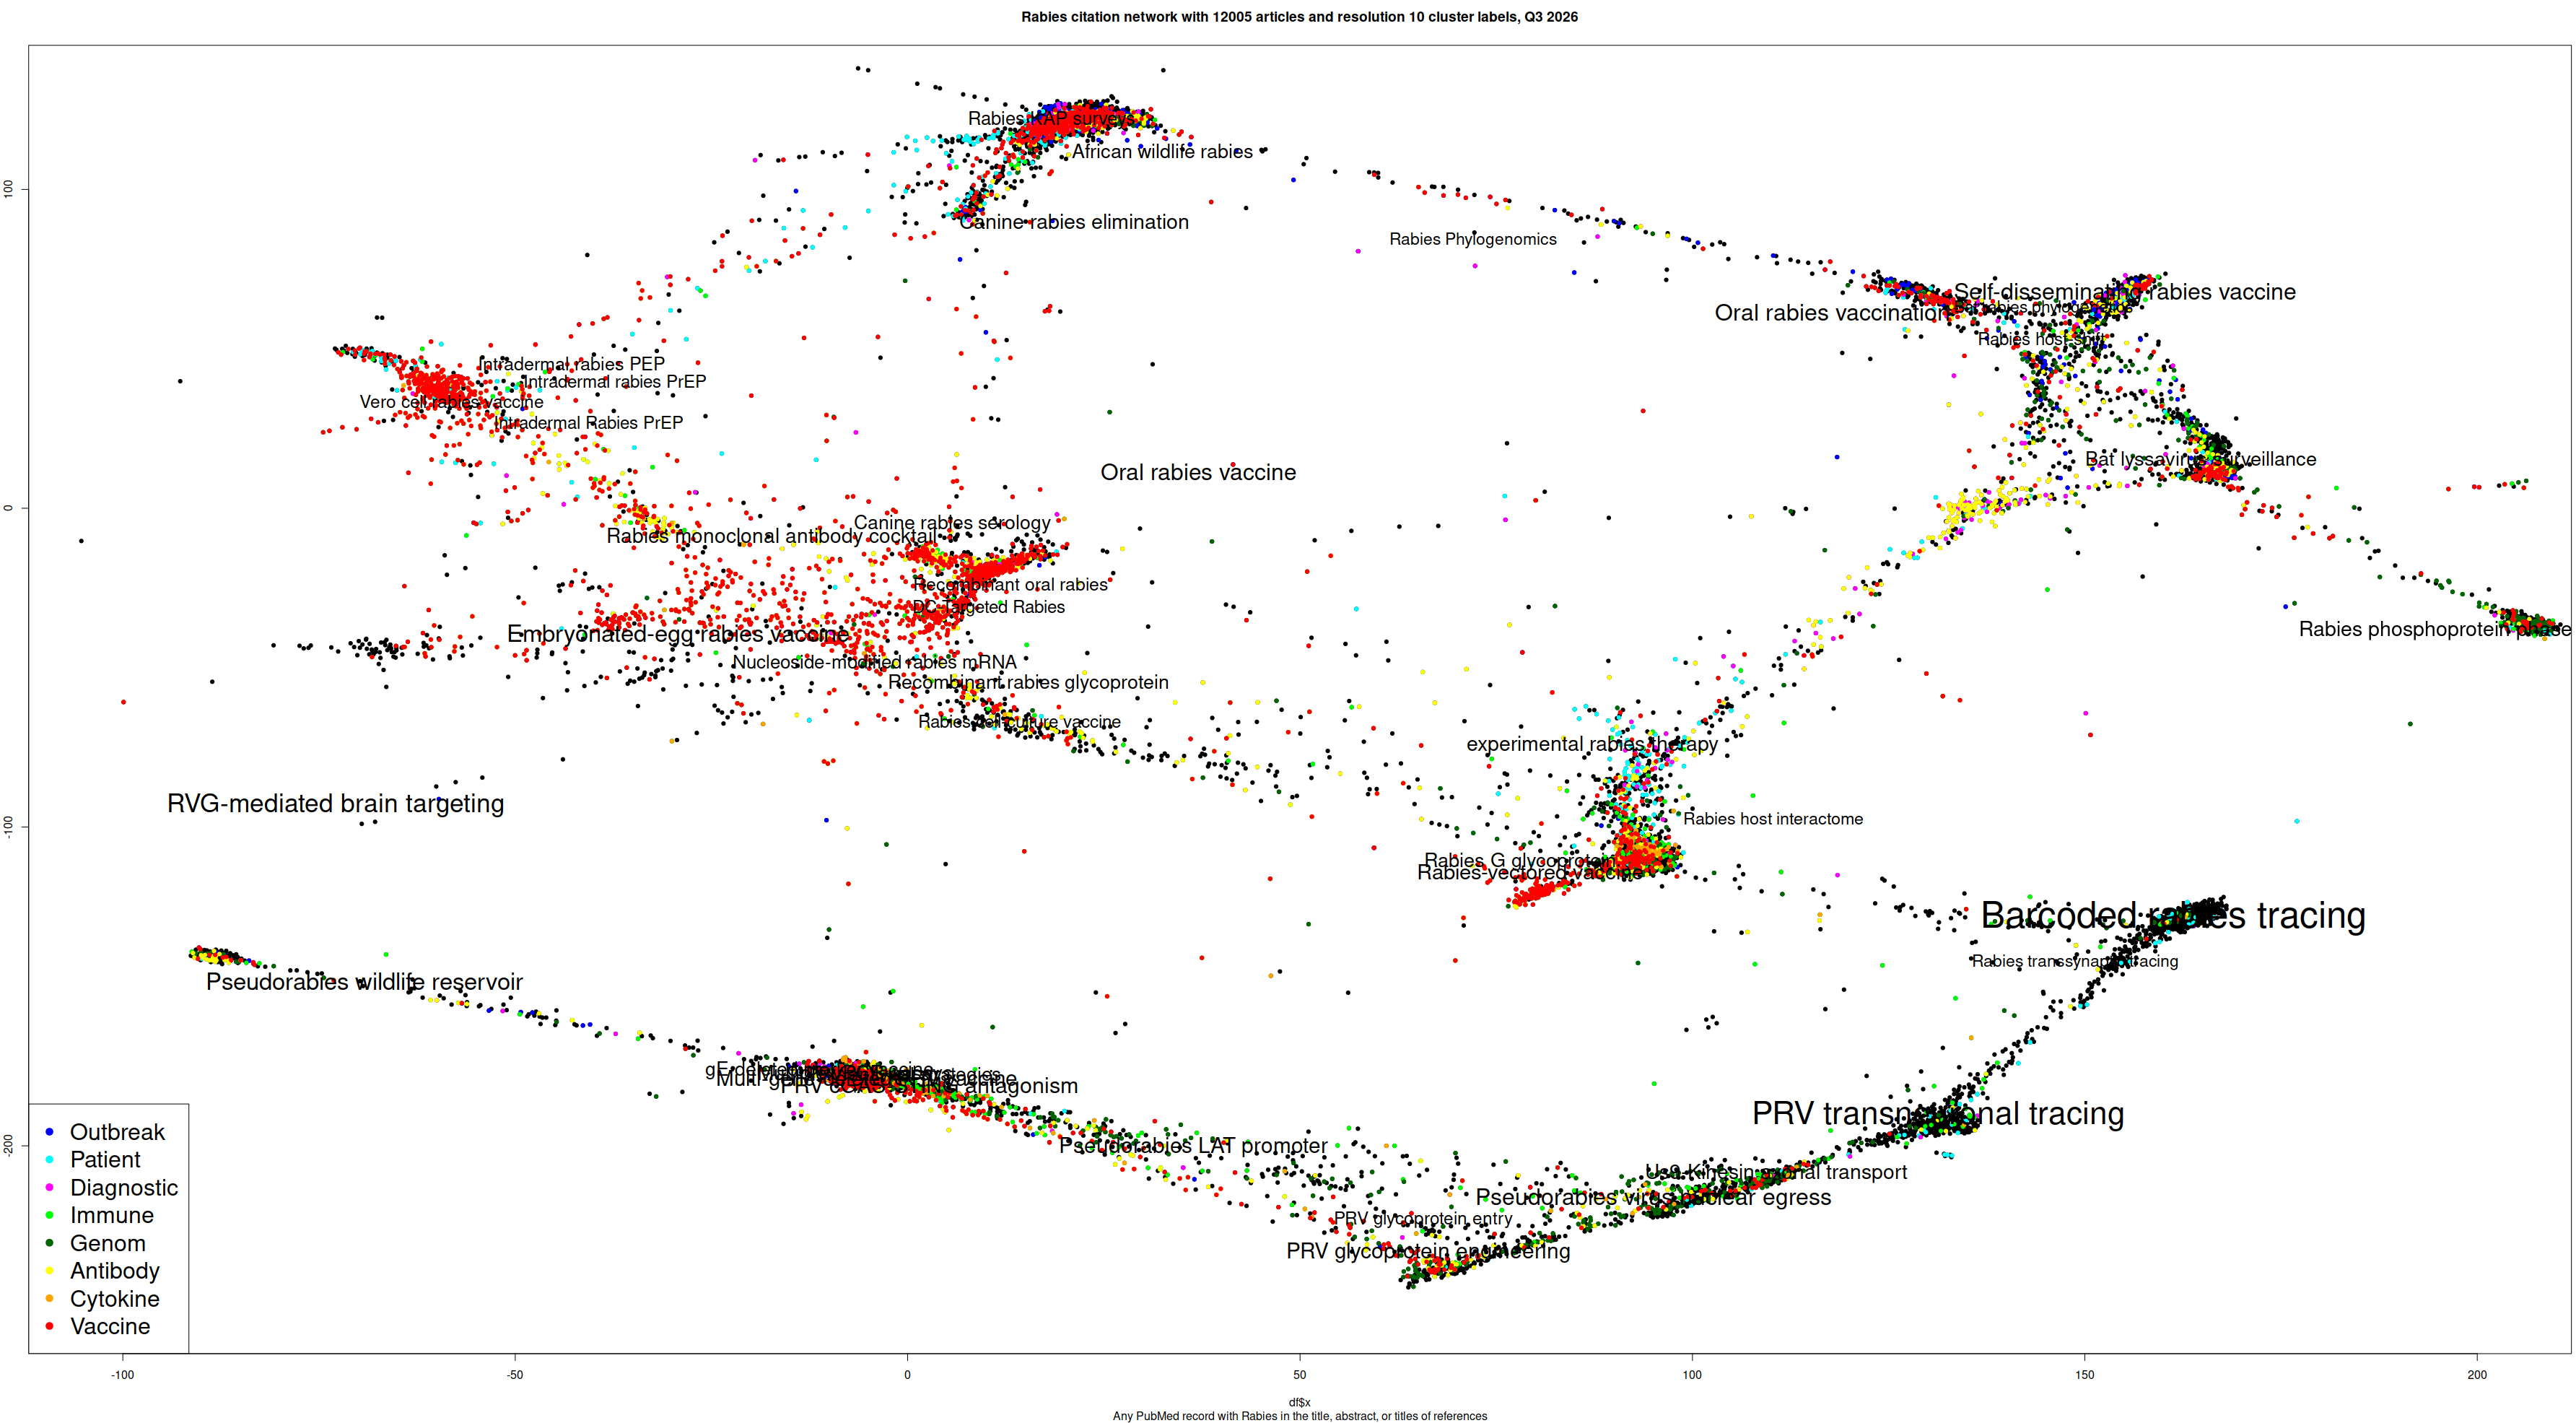 Rabies citation network with 12005 articles and resolution 10 cluster labels, Q3 2026
Rabies KAP surveys
African wildlife rabies
Canine rabies elimination
Rabies Phylogenomics
Self-disseminating rabies vaccine
Oral rabies vaccination
Bat rabies phylogenetics
Rabies host shift
Intradermal rabies PEP
Intradermal rabies PrEP
Vero cell rabies vaccine
Intradermal Rabies PrEP
Bat lyssavirus surveillance
Oral rabies vaccine
Canine rabies serology
Rabies monoclonal antibody cocktail
Recombinant oral rabies
DC-Targeted Rabies
Embryonated-egg rabies vaccine
Rabies phosphoprotein phase
Nucleoside-modified rabies mRNA
Recombinant rabies glycoprotein
Rabies cell-culture vaccine
experimental rabies therapy
RVG-mediated brain targeting
Rabies host interactome
Rabies G glycoprotein
Rabies-vectored vaccine
Barcoded rabies tracing
Rabies transsynaptic tracing
Pseudorabies wildlife reservoir
PRV cGAS-STING antagonism
PRV transneuronal tracing
Pseudorabies LAT promoter
Us9-Kinesin axonal transport
Pseudorabies virus nuclear egress
PRV glycoprotein entry
PRV glycoprotein engineering
Outbreak
Patient
Diagnostic
Immune
Genom
Antibody
Cytokine
Vaccine
100
0
-100
-200
-100
-50
0
50
100
150
200
df$x
Any PubMed record with Rabies in the title, abstract, or titles of references